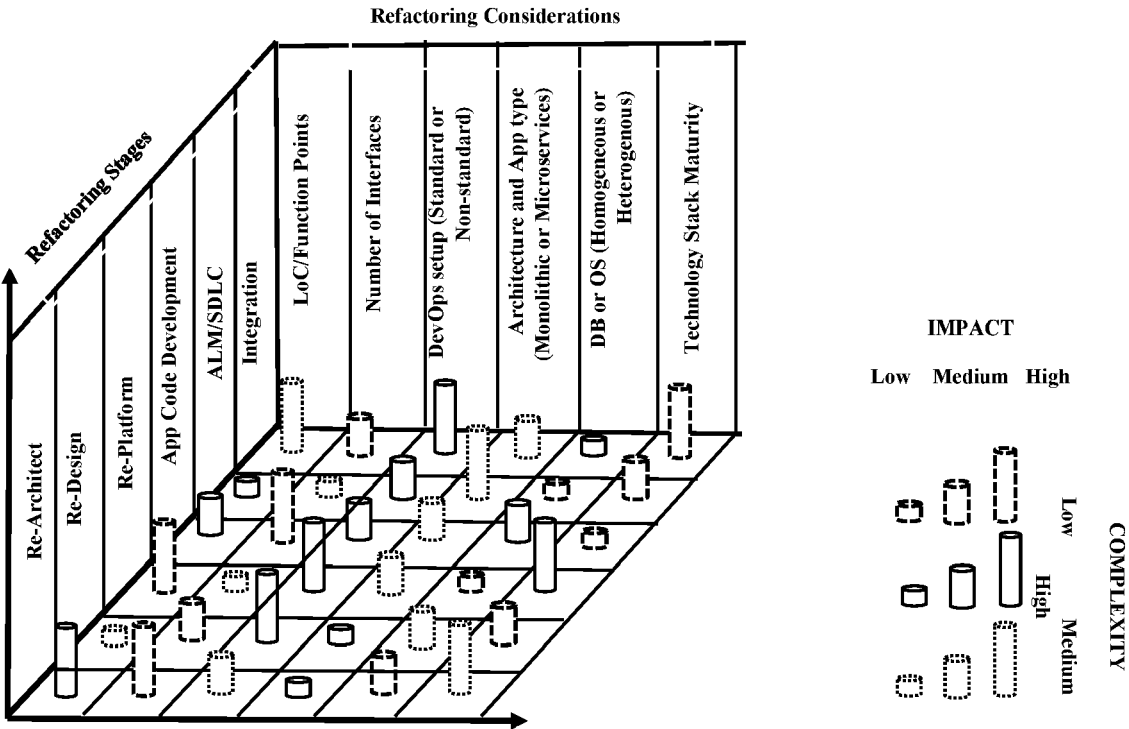 Refactoring Considerations
Refactoring Stages
Re-Architect
Re-Design
Re-Platform
App Code Development
ALM/SDLC
Integration
LoC/Function Points
Number of Interfaces
DevOps setup (Standard or
Non-standard)
Architecture and App type
(Monolithic or Microservices)
DB or OS (Homogeneous or
Heterogenous)
Technology Stack Maturity
IMPACT
Low Medium High
Low
High
Medium
COMPLEXITY